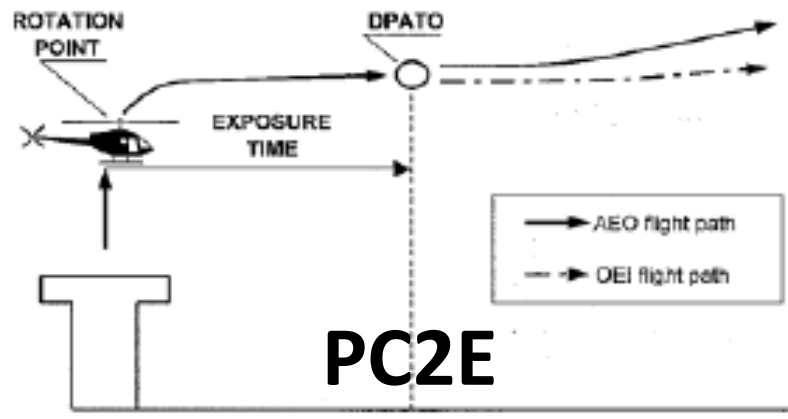 ROTATION
POINT
DPATO
EXPOSURE
TIME
AEO flight path
OEI flight path
PC2E